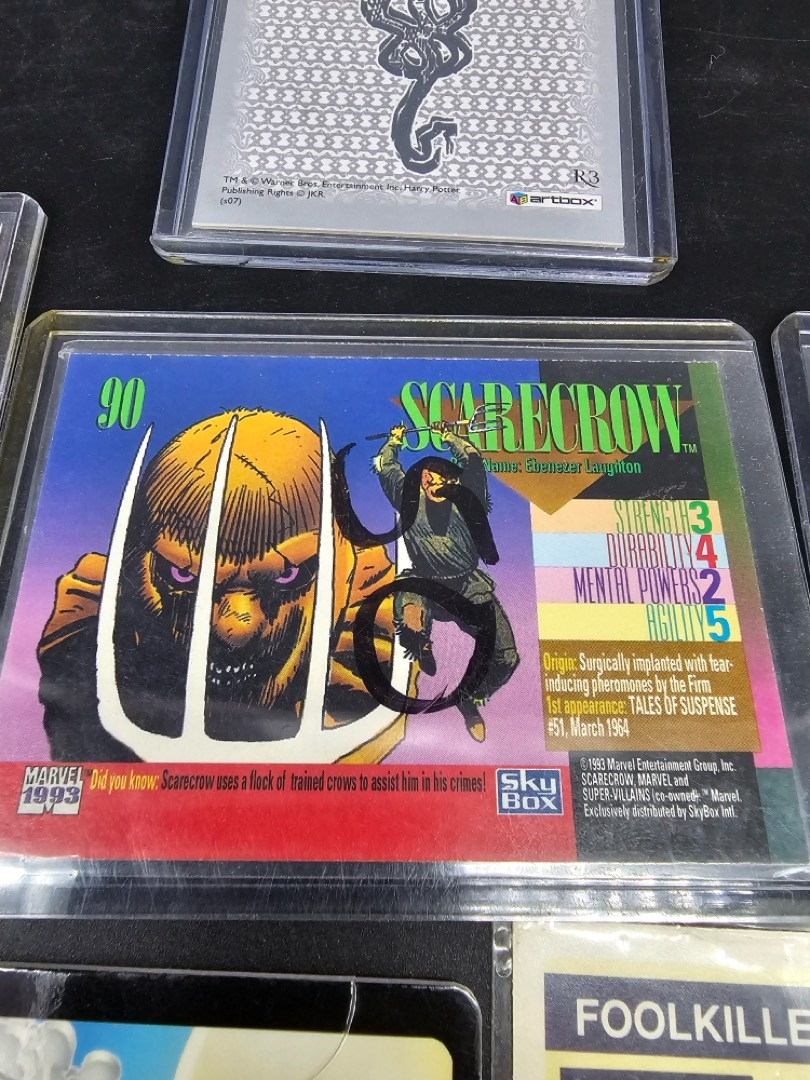 TM & © Warner Bros. Entertainment Inc. Harry Potter
Publishing Rights © JKR.
(s07)
R3
artbox
90
SCARECROW™
Name: Ebenezer Laughton
STRENGTH 3
DURABILITY 4
MENTAL POWERS 2
AGILITY 5
Origin: Surgically implanted with fear-
inducing pheromones by the Firm
1st appearance: TALES OF SUSPENSE
#51, March 1964
MARVEL
1993
Did you know: Scarecrow uses a flock of trained crows to assist him in his crimes!
Sky
Box
©1993 Marvel Entertainment Group, Inc.
SCARECROW, MARVEL and
SUPER-VILLAINS (co-owned): ™ Marvel.
Exclusively distributed by SkyBox Intl.
FOOLKILLE